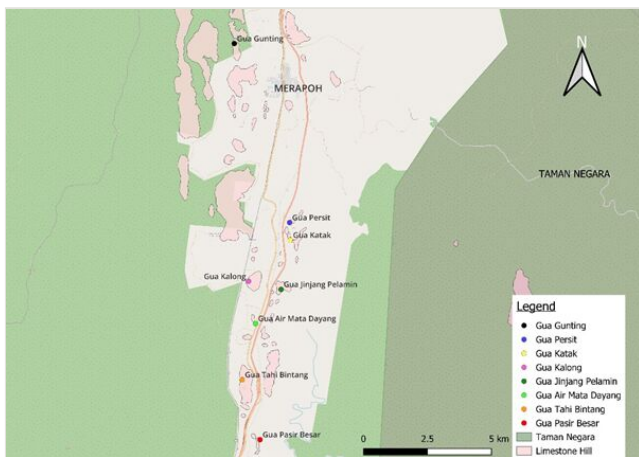 Gua Gunting
N
MERAPOH
TAMAN NEGARA
Gua Persit
Gua Katak
Gua Kalong
Gua Jinjang Pelamin
Gua Air Mata Dayang
Gua Tahi Bintang
Gua Pasir Besar
Legend
Gua Gunting
Gua Persit
Gua Katak
Gua Kalong
Gua Jinjang Pelamin
Gua Air Mata Dayang
Gua Tahi Bintang
Gua Pasir Besar
Taman Negara
Limestone Hill
0 2.5 5 km